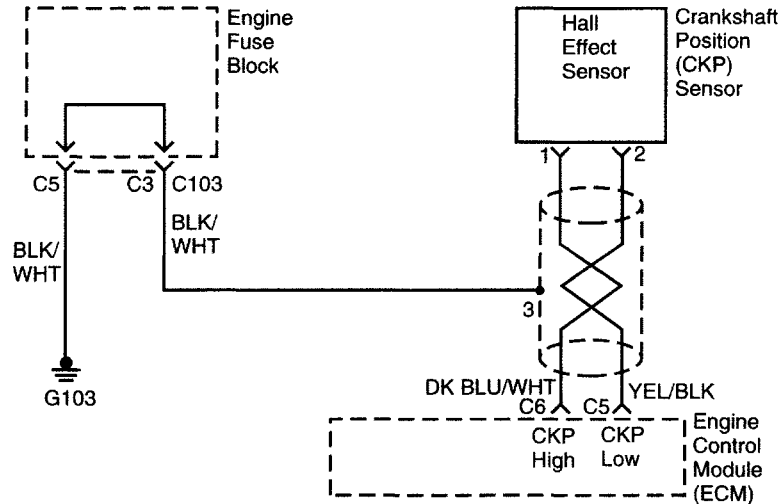 Engine
Fuse
Block
Hall
Effect
Sensor
Crankshaft
Position
(CKP)
Sensor
1
2
C5
C3
C103
BLK/
WHT
BLK/
WHT
3
G103
DK BLU/WHT
YEL/BLK
C6
C5
CKP
High
CKP
Low
Engine
Control
Module
(ECM)